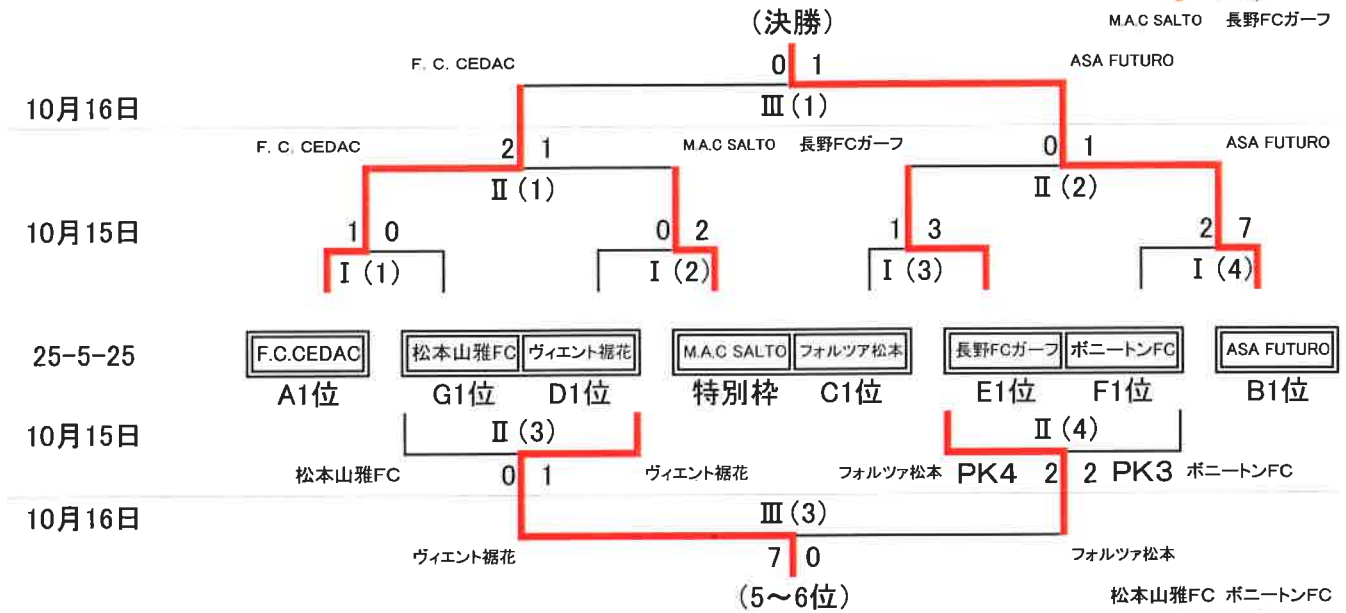 (決勝)
M.A.C SALTO 長野FCガーフ
F. C. CEDAC 0 1 ASA FUTURO
10月16日 Ⅲ(1)
F. C. CEDAC 2 1 M.A.C SALTO 長野FCガーフ 0 1 ASA FUTURO
Ⅱ(1) Ⅱ(2)
10月15日 1 0 0 2 1 3 2 7
Ⅰ(1) Ⅰ(2) Ⅰ(3) Ⅰ(4)
25-5-25 F.C.CEDAC 松本山雅FC ヴィエント裾花 M.A.C SALTO フォルツア松本 長野FCガーフ ボニートンFC ASA FUTURO
A1位 G1位 D1位 特別枠 C1位 E1位 F1位 B1位
10月15日 Ⅱ(3) Ⅱ(4)
松本山雅FC 0 1 ヴィエント裾花 フォルツァ松本 PK4 2 2 PK3 ボニートンFC
10月16日 Ⅲ(3)
ヴィエント裾花 7 0 フォルツァ松本
(5～6位) 松本山雅FC ボニートンFC